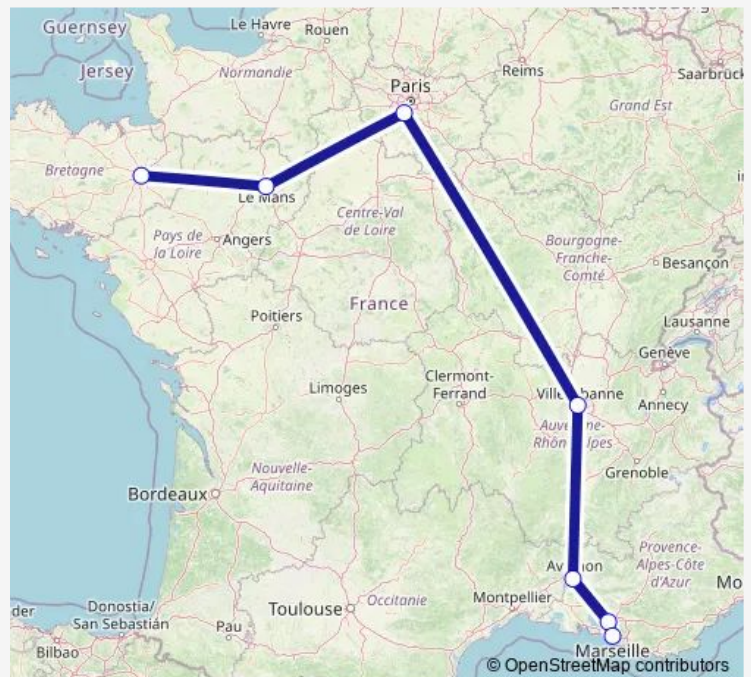 Guernsey
Le Havre
Rouen
Jersey
Normandie
Paris
Reims
Saarbrück
Grand Est
Bretagne
Le Mans
Pays de
la Loire
Angers
Centre-Val
de Loire
Bourgogne-
Franche-
Comté
Besançon
France
Poitiers
Lausanne
Genève
Limoges
Clermont-
Ferrand
Annecy
Grenoble
Nouvelle-
Aquitaine
Bordeaux
Provence-
Alpes-Côte
d'Azur
Mo
Montpellier
Toulouse
Occitanie
der
Donostia/
San Sebastián
Pau
Bilbao
Marseille
© OpenStreetMap contributors